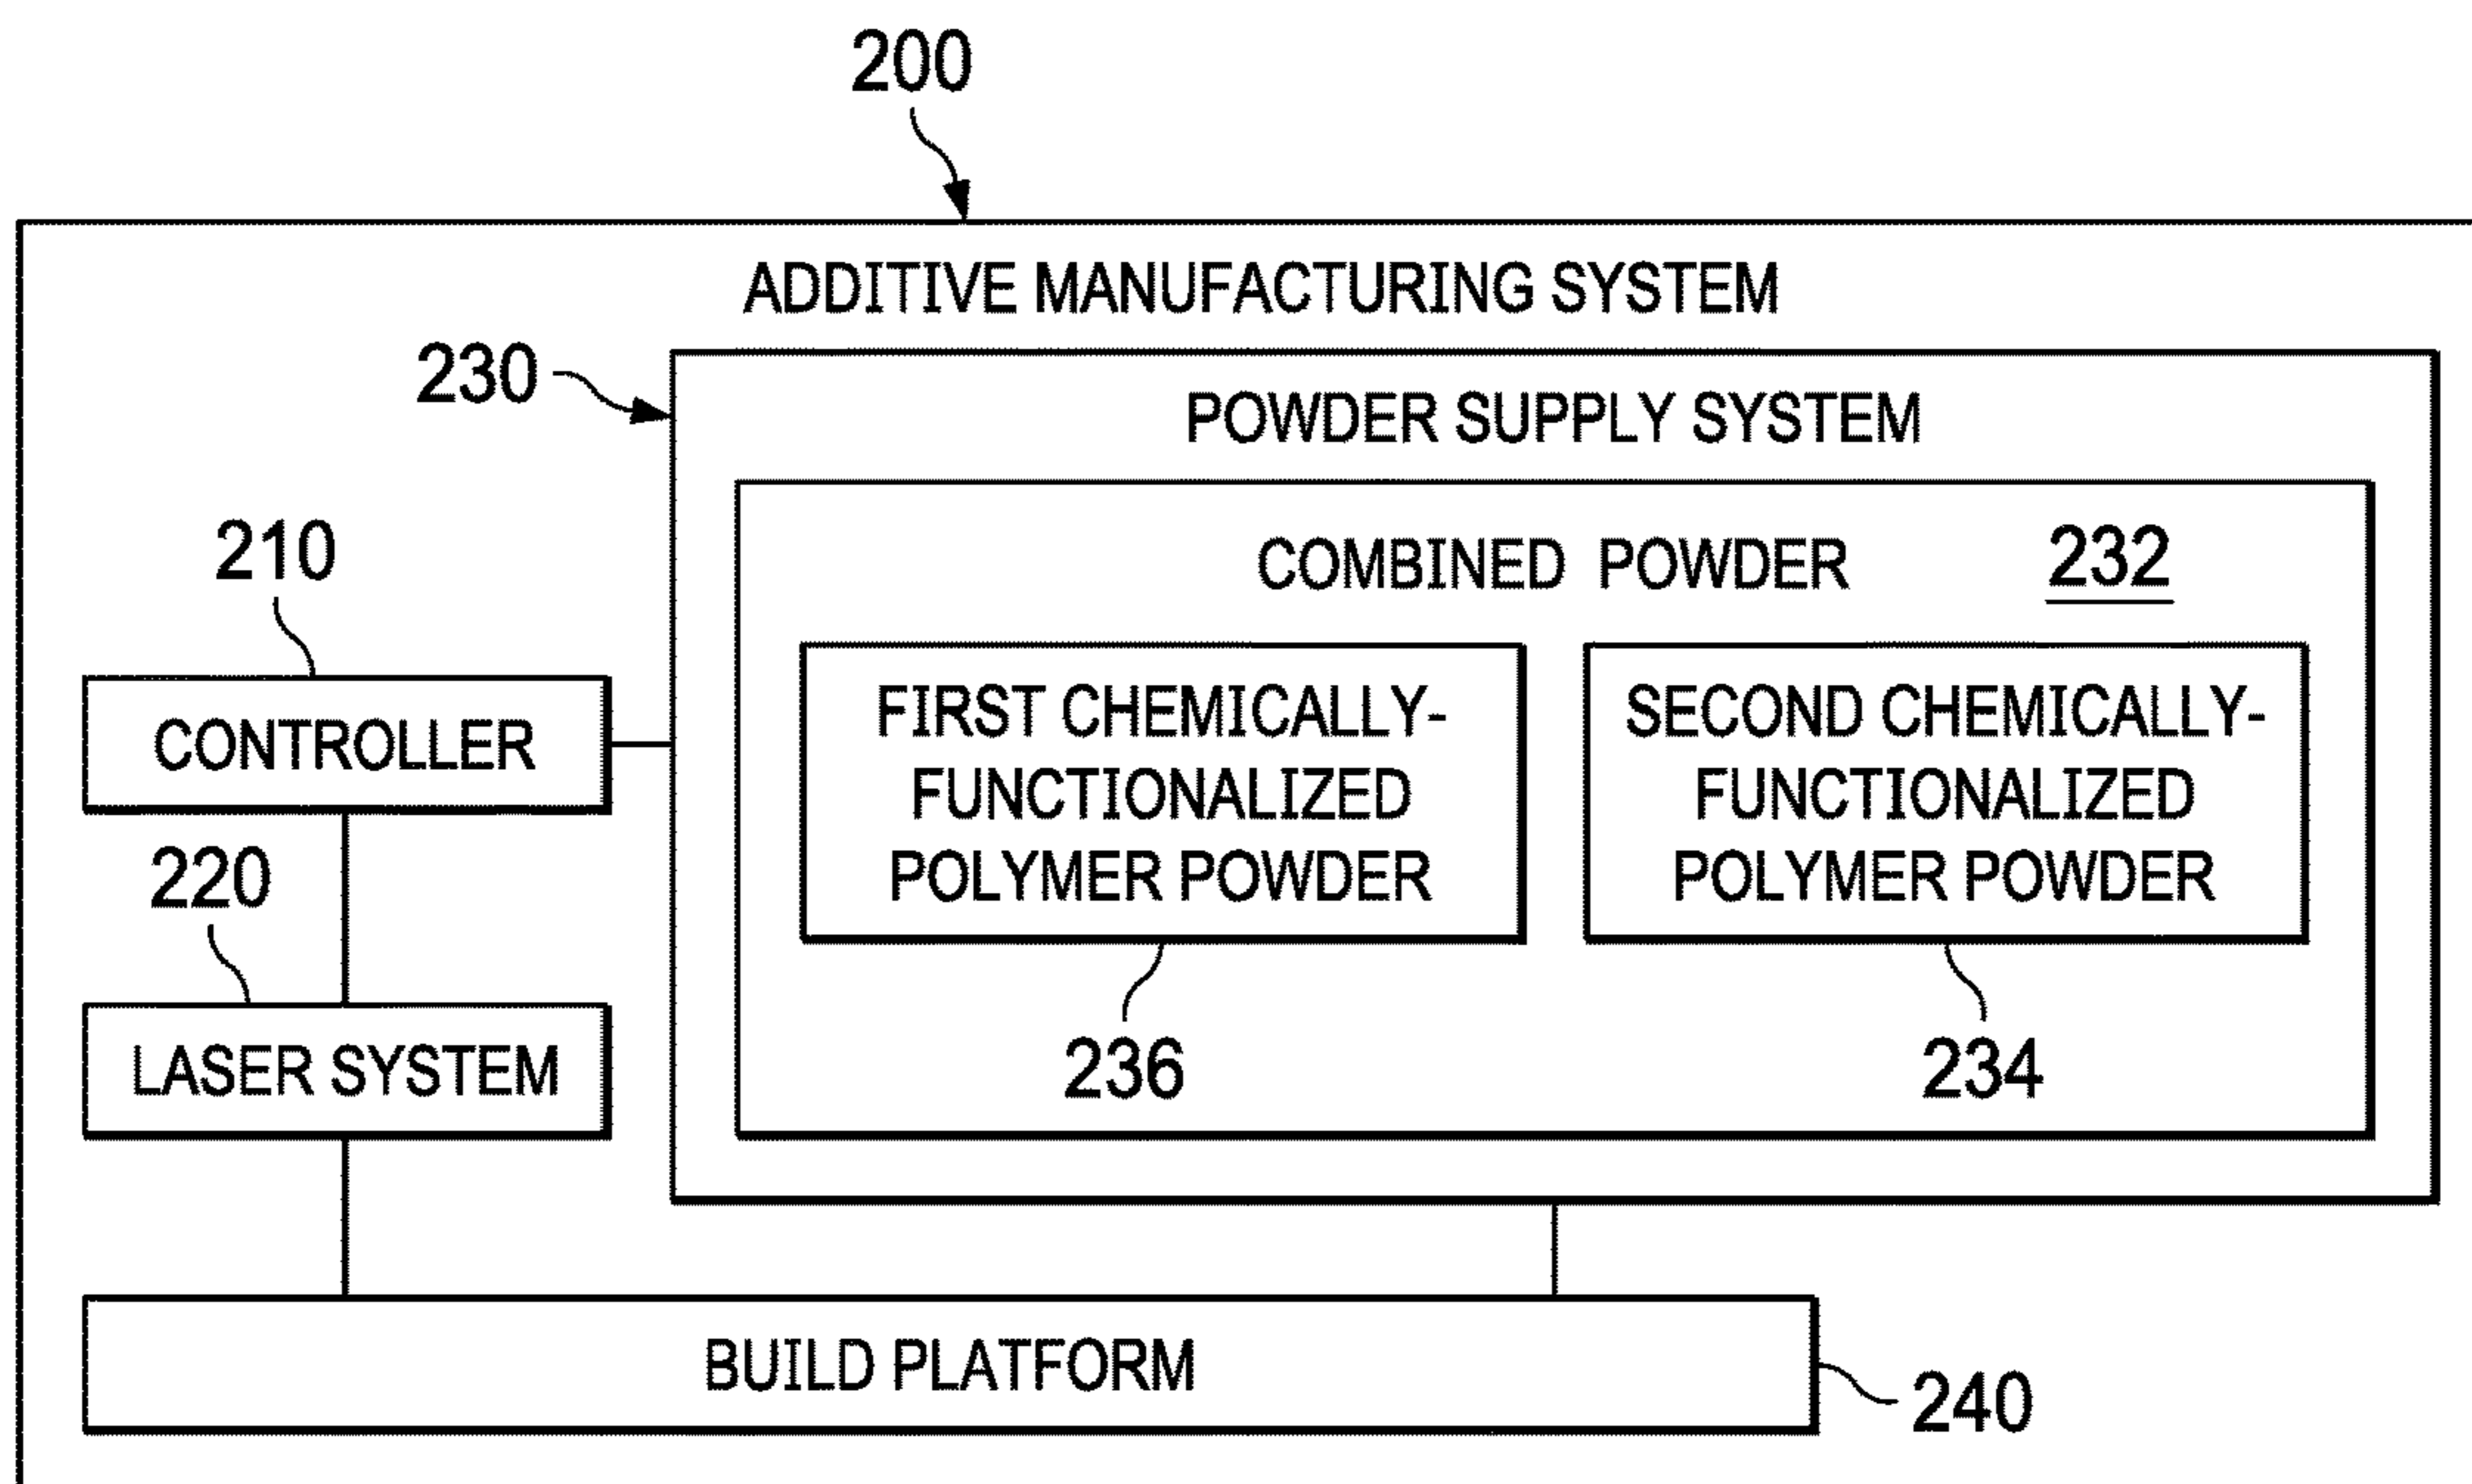 200
ADDITIVE MANUFACTURING SYSTEM
230
POWDER SUPPLY SYSTEM
COMBINED POWDER 232
210
CONTROLLER
FIRST CHEMICALLY-
FUNCTIONALIZED
POLYMER POWDER
SECOND CHEMICALLY-
FUNCTIONALIZED
POLYMER POWDER
220
LASER SYSTEM
236
234
BUILD PLATFORM
240